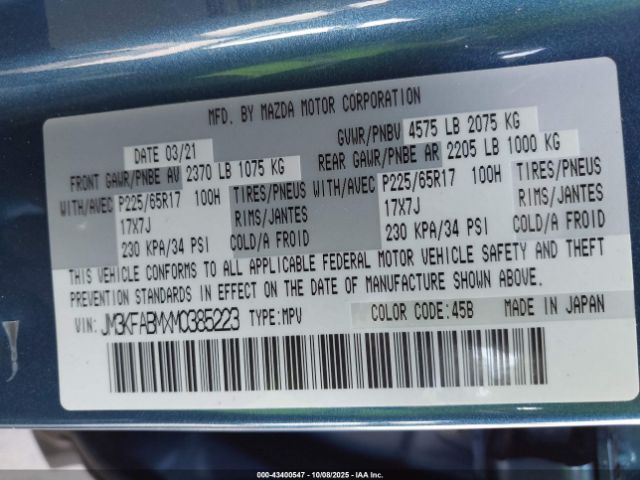 MFD. BY MAZDA MOTOR CORPORATION
DATE 03/21 GVWR/PNBV 4575 LB 2075 KG
FRONT GAWR/PNBE AV 2370 LB 1075 KG REAR GAWR/PNBE AR 2205 LB 1000 KG
WITH/AVEC P225/65R17 100H TIRES/PNEUS WITH/AVEC P225/65R17 100H TIRES/PNEUS
17X7J RIMS/JANTES 17X7J RIMS/JANTES
230 KPA/34 PSI COLD/A FROID 230 KPA/34 PSI COLD/A FROID
THIS VEHICLE CONFORMS TO ALL APPLICABLE FEDERAL MOTOR VEHICLE SAFETY AND THEFT
PREVENTION STANDARDS IN EFFECT ON THE DATE OF MANUFACTURE SHOWN ABOVE.
VIN: JM3KFABMXM0385223 TYPE:MPV COLOR CODE:45B MADE IN JAPAN
000-43400547 - 10/08/2025 - © IAA Inc.